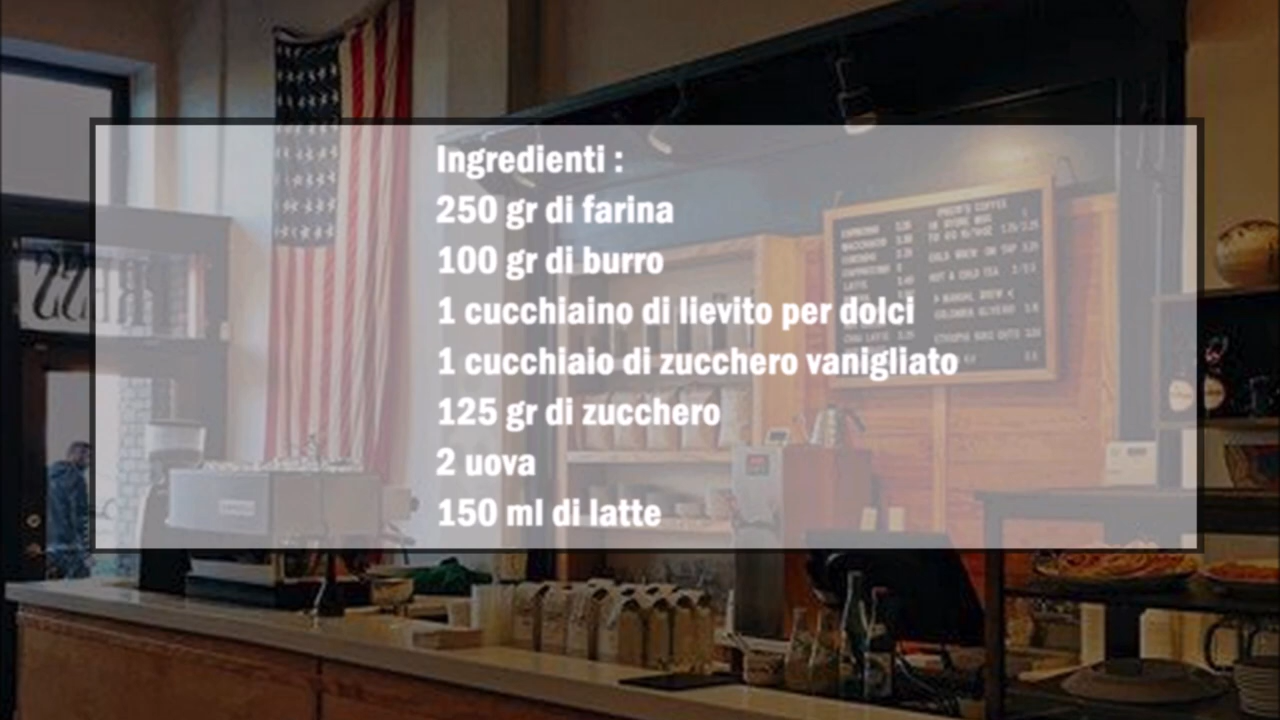 Ingredienti :
250 gr di farina
100 gr di burro
1 cucchiaino di lievito per dolci
1 cucchiaio di zucchero vanigliato
125 gr di zucchero
2 uova
150 ml di latte